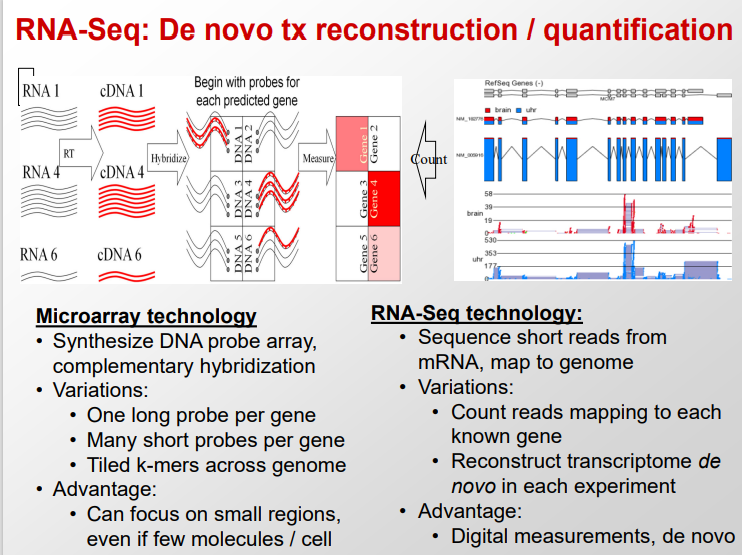 RNA-Seq: De novo tx reconstruction / quantification
RNA 1
cDNA 1
RT
RNA 4
cDNA 4
RNA 6
cDNA 6
Hybridize
Begin with probes for
each predicted gene
DNA 1
DNA 2
DNA 3
DNA 4
DNA 5
DNA 6
Measure
Gene 1
Gene 2
Gene 3
Gene 4
Gene 5
Gene 6
Count
RefSeq Genes (-)
MCM7
brain uhr
brain
58
39
19
0
uhr
530
353
177
0
Microarray technology
• Synthesize DNA probe array,
complementary hybridization
• Variations:
• One long probe per gene
• Many short probes per gene
• Tiled k-mers across genome
• Advantage:
• Can focus on small regions,
even if few molecules / cell
RNA-Seq technology:
• Sequence short reads from
mRNA, map to genome
• Variations:
• Count reads mapping to each
known gene
• Reconstruct transcriptome de
novo in each experiment
• Advantage:
• Digital measurements, de novo